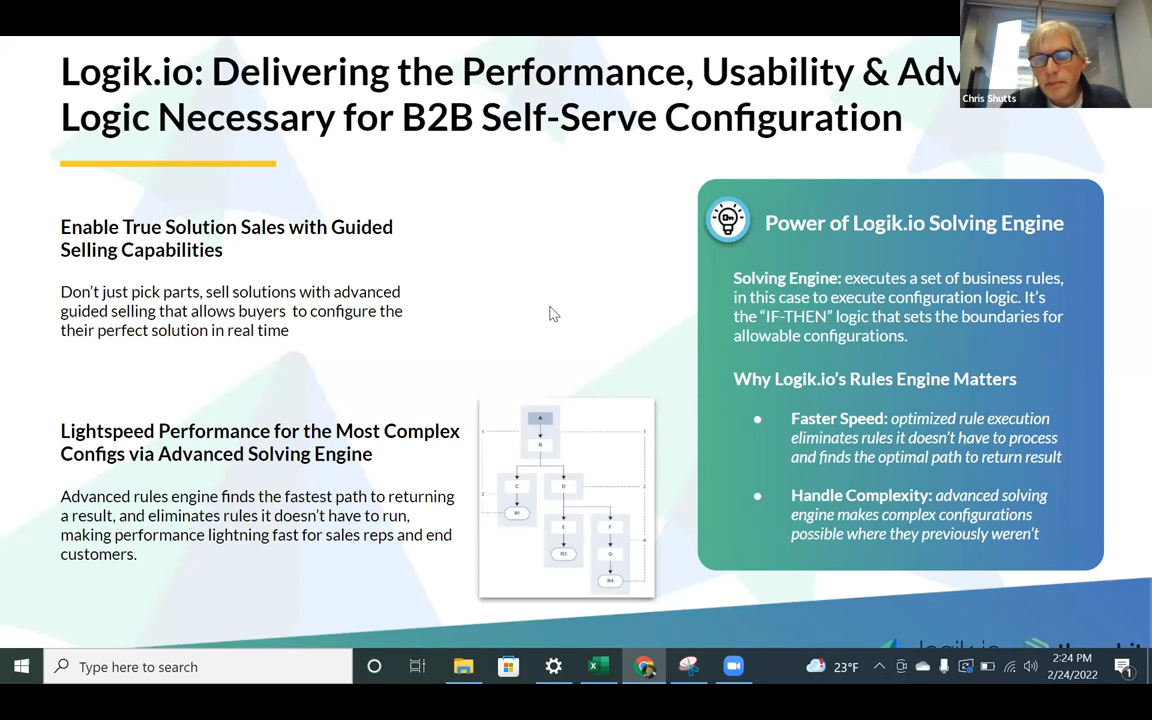 Logik.io: Delivering the Performance, Usability & Adv
Logic Necessary for B2B Self-Serve Configuration
Chris Shutts
Enable True Solution Sales with Guided
Selling Capabilities
Don't just pick parts, sell solutions with advanced
guided selling that allows buyers to configure the
their perfect solution in real time
Lightspeed Performance for the Most Complex
Configs via Advanced Solving Engine
Advanced rules engine finds the fastest path to returning
a result, and eliminates rules it doesn't have to run,
making performance lightning fast for sales reps and end
customers.
A
B
C
D
E
F
G
Power of Logik.io Solving Engine
Solving Engine: executes a set of business rules,
in this case to execute configuration logic. It's
the “IF-THEN” logic that sets the boundaries for
allowable configurations.
Why Logik.io's Rules Engine Matters
● Faster Speed: optimized rule execution
eliminates rules it doesn't have to process
and finds the optimal path to return result
● Handle Complexity: advanced solving
engine makes complex configurations
possible where they previously weren't
Type here to search
23°F
2:24 PM
2/24/2022
1